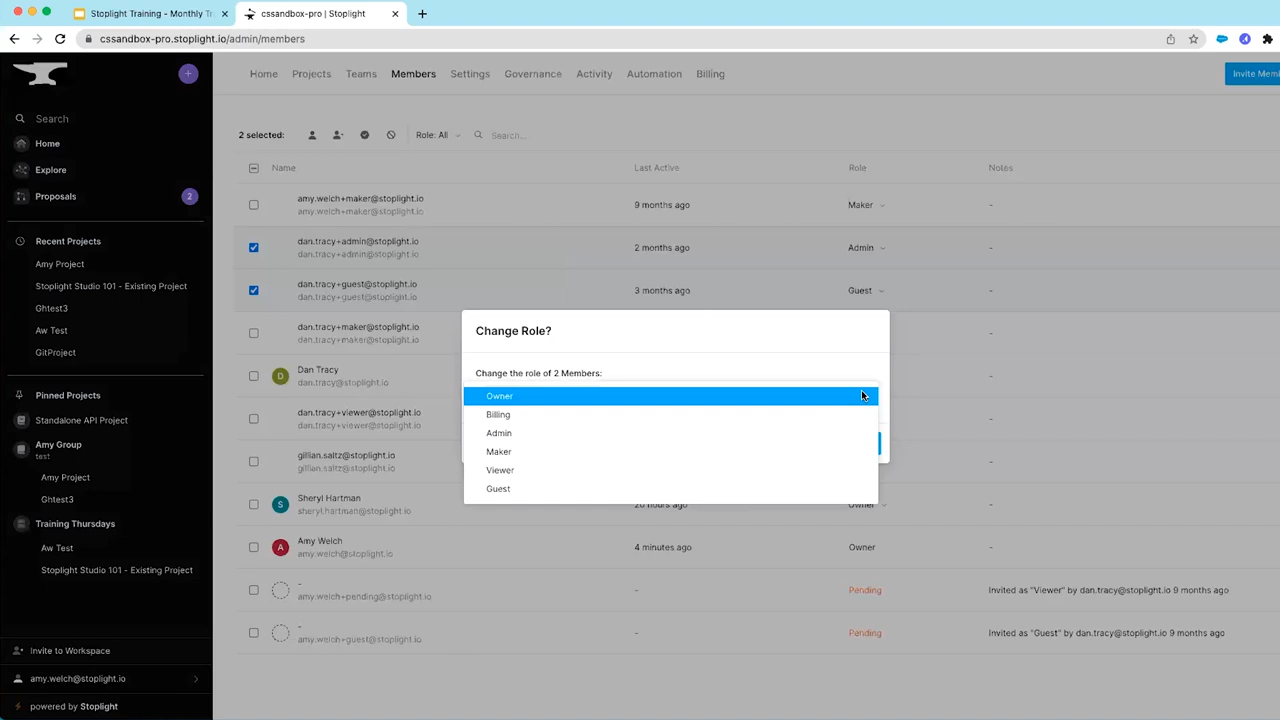 Stoplight Training - Monthly Tr
cssandbox-pro | Stoplight
cssandbox-pro.stoplight.io/admin/members
Search
Home
Explore
Proposals
2
Recent Projects
Amy Project
Stoplight Studio 101 - Existing Project
Ghtest3
Aw Test
GitProject
Pinned Projects
Standalone API Project
Amy Group
test
Amy Project
Ghtest3
Training Thursdays
Aw Test
Stoplight Studio 101 - Existing Project
Invite to Workspace
amy.welch@stoplight.io
powered by Stoplight
Home Projects Teams Members Settings Governance Activity Automation Billing
Invite Mem
2 selected: Role: All Search...
Name Last Active Role Notes
amy.welch+maker@stoplight.io
amy.welch+maker@stoplight.io
9 months ago Maker -
dan.tracy+admin@stoplight.io
dan.tracy+admin@stoplight.io
2 months ago Admin -
dan.tracy+guest@stoplight.io
dan.tracy+guest@stoplight.io
3 months ago Guest -
dan.tracy+maker@stoplight.io
dan.tracy+maker@stoplight.io
-
D Dan Tracy
dan.tracy@stoplight.io
-
dan.tracy+viewer@stoplight.io
dan.tracy+viewer@stoplight.io
-
gillian.saltz@stoplight.io
gillian.saltz@stoplight.io
-
S Sheryl Hartman
sheryl.hartman@stoplight.io
20 hours ago Owner -
A Amy Welch
amy.welch@stoplight.io
4 minutes ago Owner -
-
amy.welch+pending@stoplight.io
- Pending Invited as "Viewer" by dan.tracy@stoplight.io 9 months ago
-
amy.welch+guest@stoplight.io
- Pending Invited as "Guest" by dan.tracy@stoplight.io 9 months ago
Change Role?
Change the role of 2 Members:
Owner
Billing
Admin
Maker
Viewer
Guest